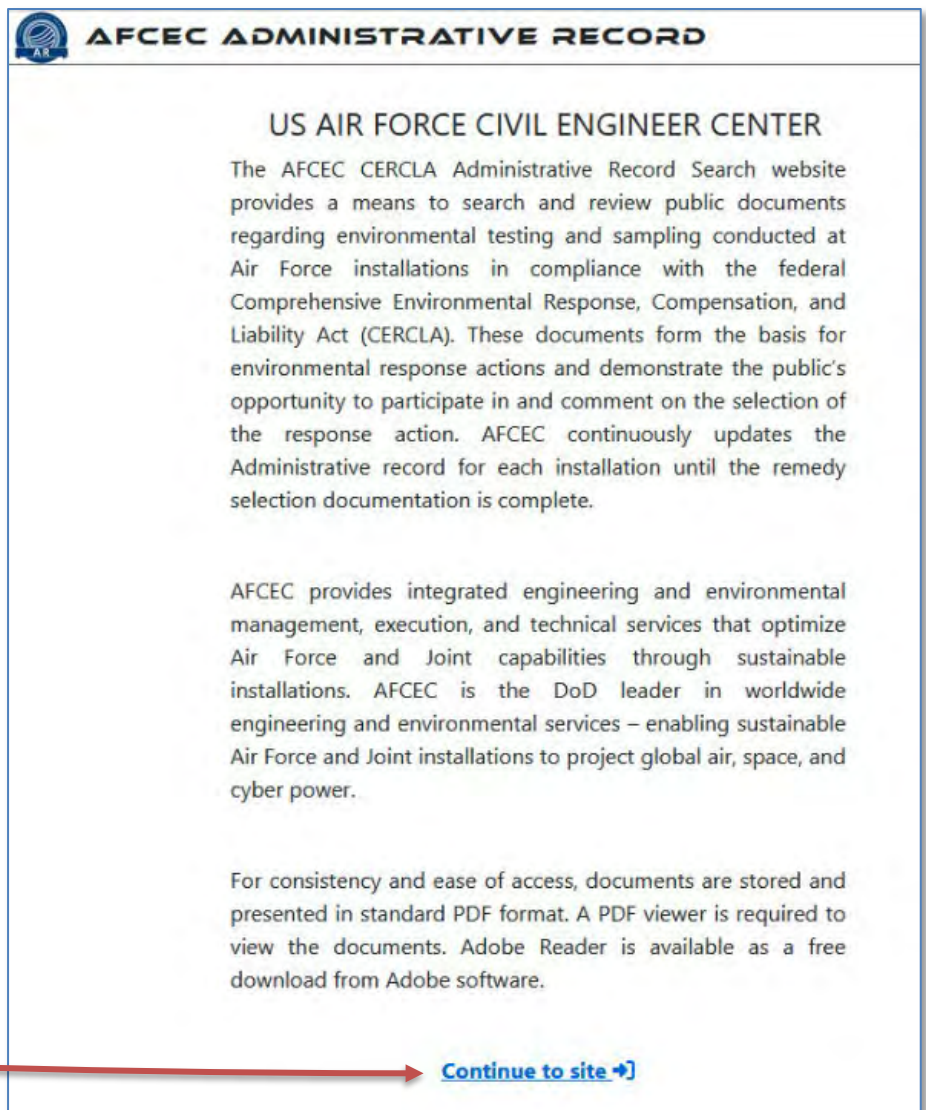 AR
AFCEC ADMINISTRATIVE RECORD
US AIR FORCE CIVIL ENGINEER CENTER
The AFCEC CERCLA Administrative Record Search website
provides a means to search and review public documents
regarding environmental testing and sampling conducted at
Air Force installations in compliance with the federal
Comprehensive Environmental Response, Compensation, and
Liability Act (CERCLA). These documents form the basis for
environmental response actions and demonstrate the public's
opportunity to participate in and comment on the selection of
the response action. AFCEC continuously updates the
Administrative record for each installation until the remedy
selection documentation is complete.
AFCEC provides integrated engineering and environmental
management, execution, and technical services that optimize
Air Force and Joint capabilities through sustainable
installations. AFCEC is the DoD leader in worldwide
engineering and environmental services – enabling sustainable
Air Force and Joint installations to project global air, space, and
cyber power.
For consistency and ease of access, documents are stored and
presented in standard PDF format. A PDF viewer is required to
view the documents. Adobe Reader is available as a free
download from Adobe software.
Continue to site